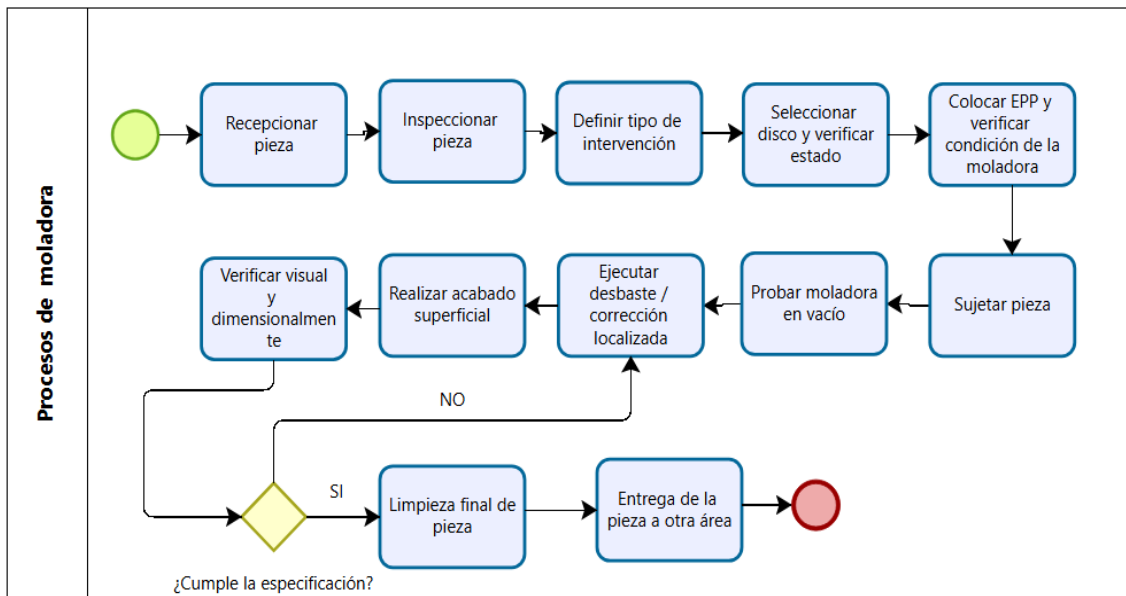 Procesos de moladora
Recepcionar
pieza
Inspeccionar
pieza
Definir tipo de
intervención
Seleccionar
disco y verificar
estado
Colocar EPP y
verificar
condición de la
moladora
Verificar visual
y
dimensionalme
nte
Realizar acabado
superficial
Ejecutar
desbaste /
corrección
localizada
Probar moladora
en vacío
Sujetar pieza
NO
SI
Limpieza final de
pieza
Entrega de la
pieza a otra área
¿Cumple la especificación?